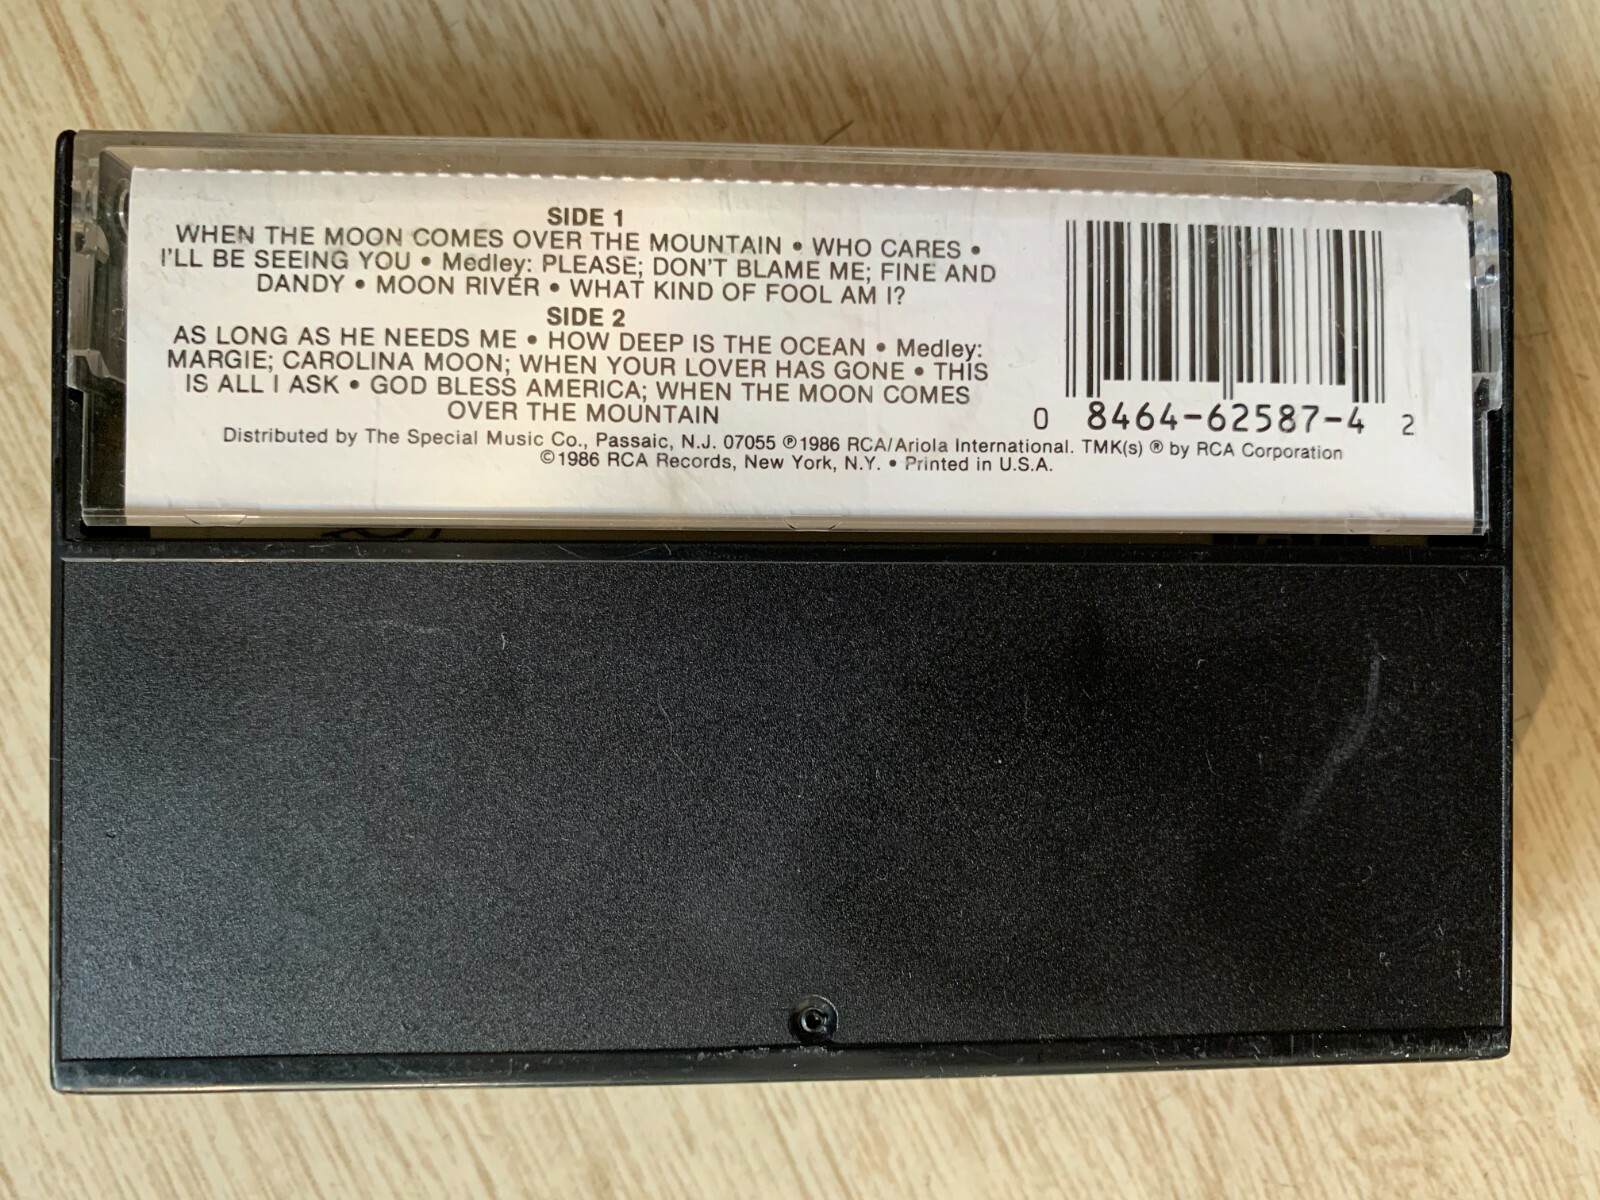 SIDE 1
WHEN THE MOON COMES OVER THE MOUNTAIN • WHO CARES •
I'LL BE SEEING YOU • Medley: PLEASE; DON'T BLAME ME; FINE AND
DANDY • MOON RIVER • WHAT KIND OF FOOL AM I?
SIDE 2
AS LONG AS HE NEEDS ME • HOW DEEP IS THE OCEAN • Medley:
MARGIE; CAROLINA MOON; WHEN YOUR LOVER HAS GONE • THIS
IS ALL I ASK • GOD BLESS AMERICA; WHEN THE MOON COMES
OVER THE MOUNTAIN
0 8464-62587-4 2
Distributed by The Special Music Co., Passaic, N.J. 07055 ℗1986 RCA/Ariola International. TMK(s) ® by RCA Corporation
©1986 RCA Records, New York, N.Y. • Printed in U.S.A.